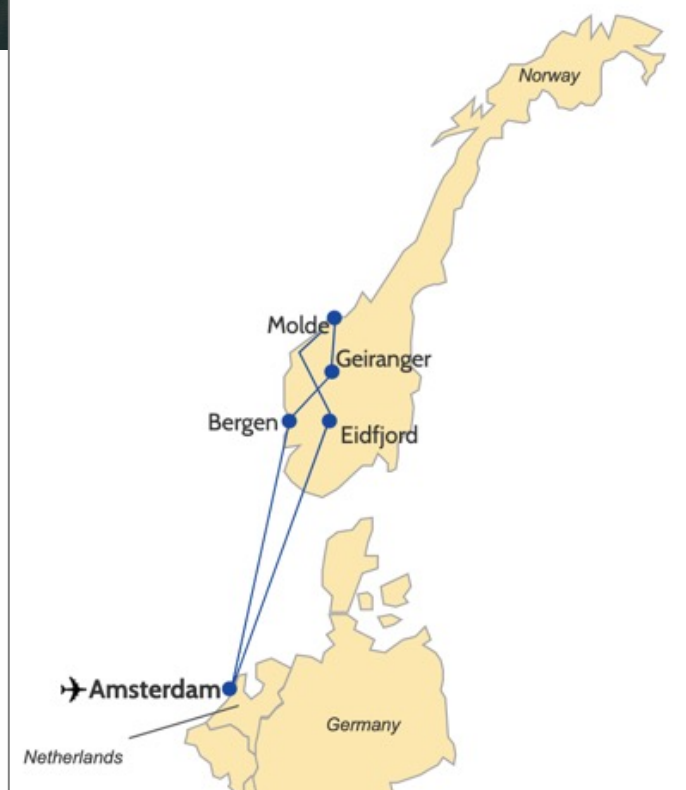 Norway
Molde
Geiranger
Bergen
Eidfjord
Amsterdam
Germany
Netherlands